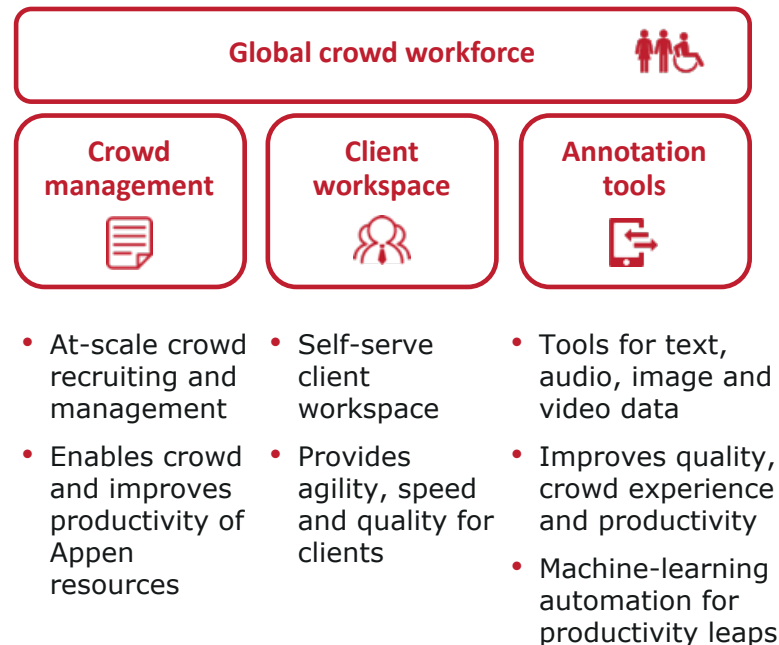 Global crowd workforce
Crowd
management
Client
workspace
Annotation
tools
• At-scale crowd
recruiting and
management
• Enables crowd
and improves
productivity of
Appen
resources
• Self-serve
client
workspace
• Provides
agility, speed
and quality for
clients
• Tools for text,
audio, image and
video data
• Improves quality,
crowd experience
and productivity
• Machine-learning
automation for
productivity leaps